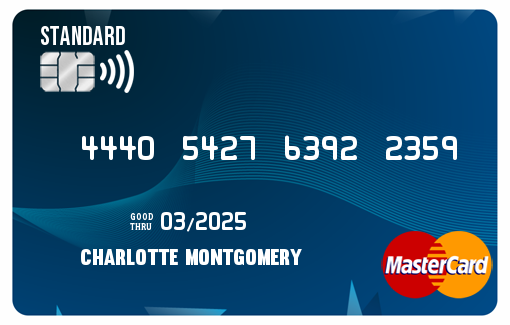 STANDARD
4440 5427 6392 2359
GOOD THRU 03/2025
CHARLOTTE MONTGOMERY
MasterCard